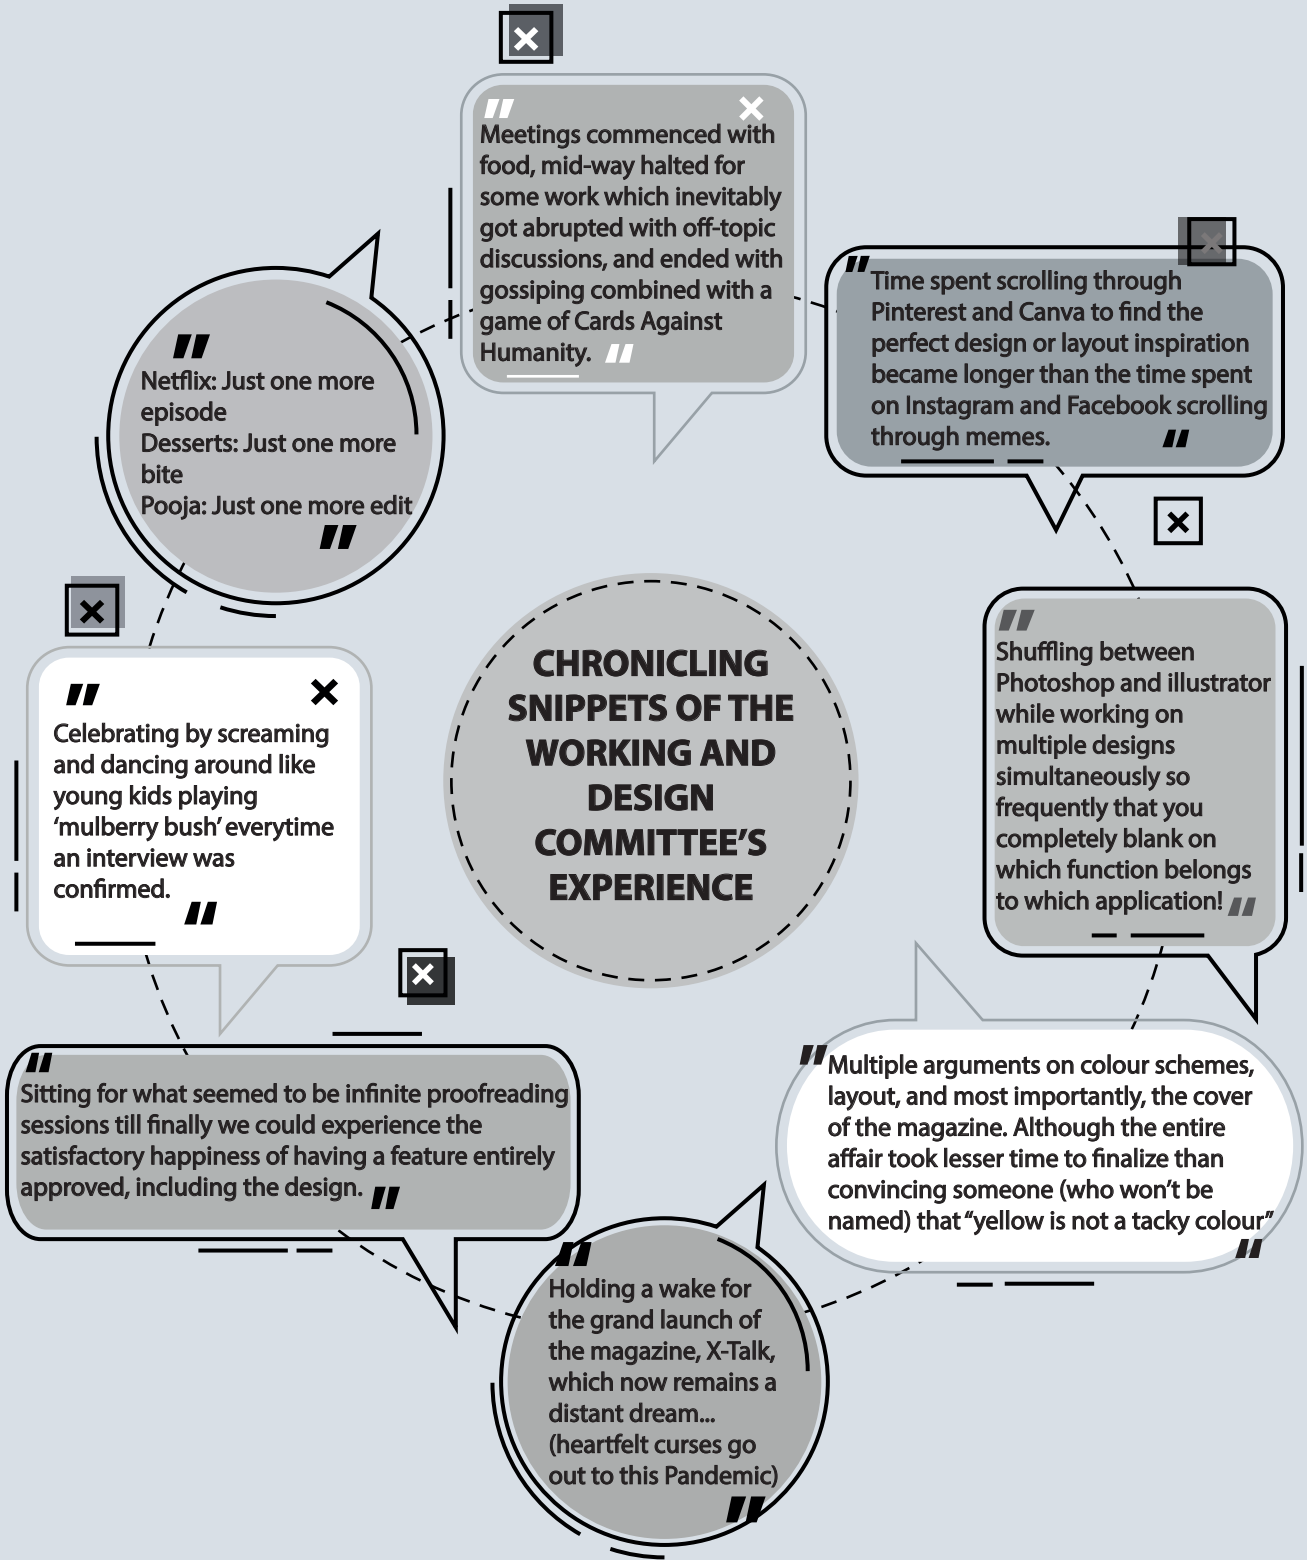 Meetings commenced with
food, mid-way halted for
some work which inevitably
got abrupted with off-topic
discussions, and ended with
gossiping combined with a
game of Cards Against
Humanity.
Time spent scrolling through
Pinterest and Canva to find the
perfect design or layout inspiration
became longer than the time spent
on Instagram and Facebook scrolling
through memes.
Netflix: Just one more
episode
Desserts: Just one more
bite
Pooja: Just one more edit
CHRONICLING
SNIPPETS OF THE
WORKING AND
DESIGN
COMMITTEE'S
EXPERIENCE
Shuffling between
Photoshop and illustrator
while working on
multiple designs
simultaneously so
frequently that you
completely blank on
which function belongs
to which application!
Celebrating by screaming
and dancing around like
young kids playing
‘mulberry bush’ everytime
an interview was
confirmed.
Multiple arguments on colour schemes,
layout, and most importantly, the cover
of the magazine. Although the entire
affair took lesser time to finalize than
convincing someone (who won't be
named) that “yellow is not a tacky colour”
Sitting for what seemed to be infinite proofreading
sessions till finally we could experience the
satisfactory happiness of having a feature entirely
approved, including the design.
Holding a wake for
the grand launch of
the magazine, X-Talk,
which now remains a
distant dream...
(heartfelt curses go
out to this Pandemic)